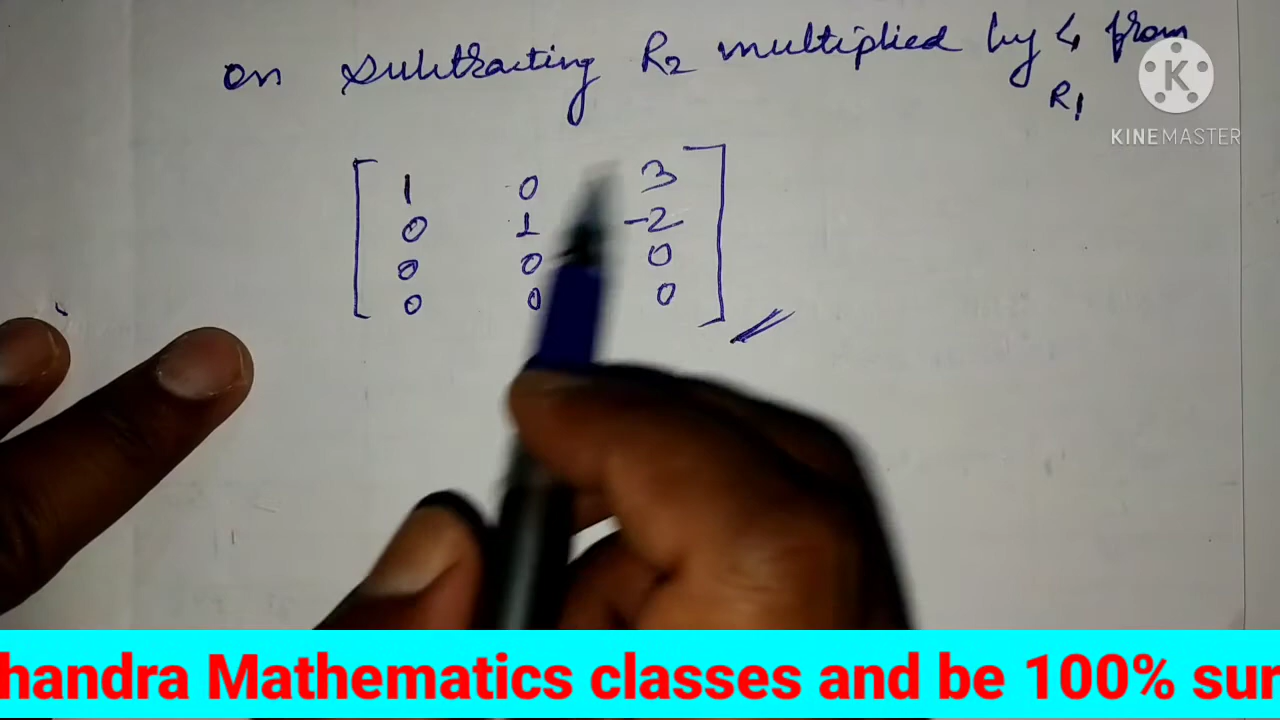 on subtracting R2 multiplied by 4 from
R1
K
KINEMASTER
1 0 3
0 1 -2
0 0 0
0 0 0
handra Mathematics classes and be 100% sur